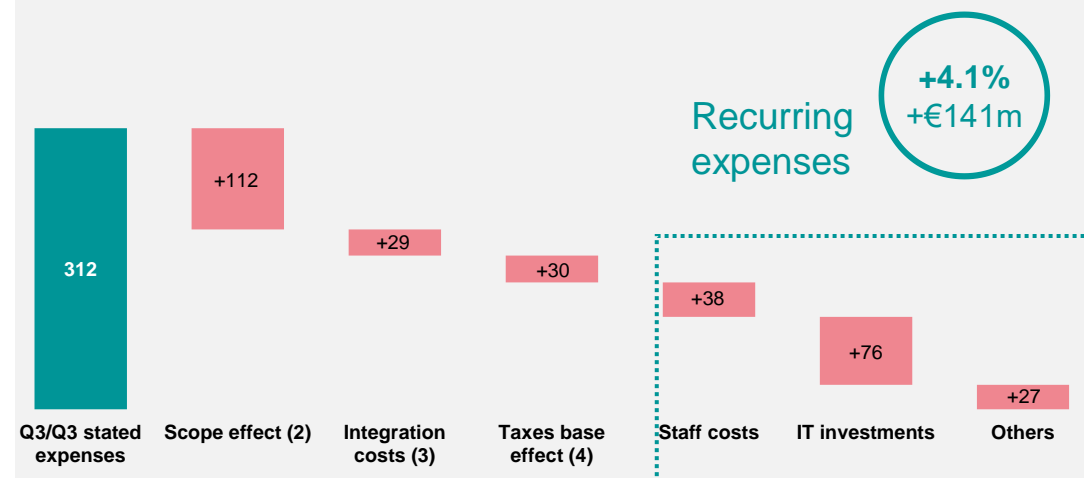 +4.1%
+€141m
Recurring
expenses
+112
+29
312
+30
+38
+76
+27
Q3/Q3 stated
expenses
Scope effect (2)
Integration
costs (3)
Taxes base
effect (4)
Staff costs
IT investments
Others